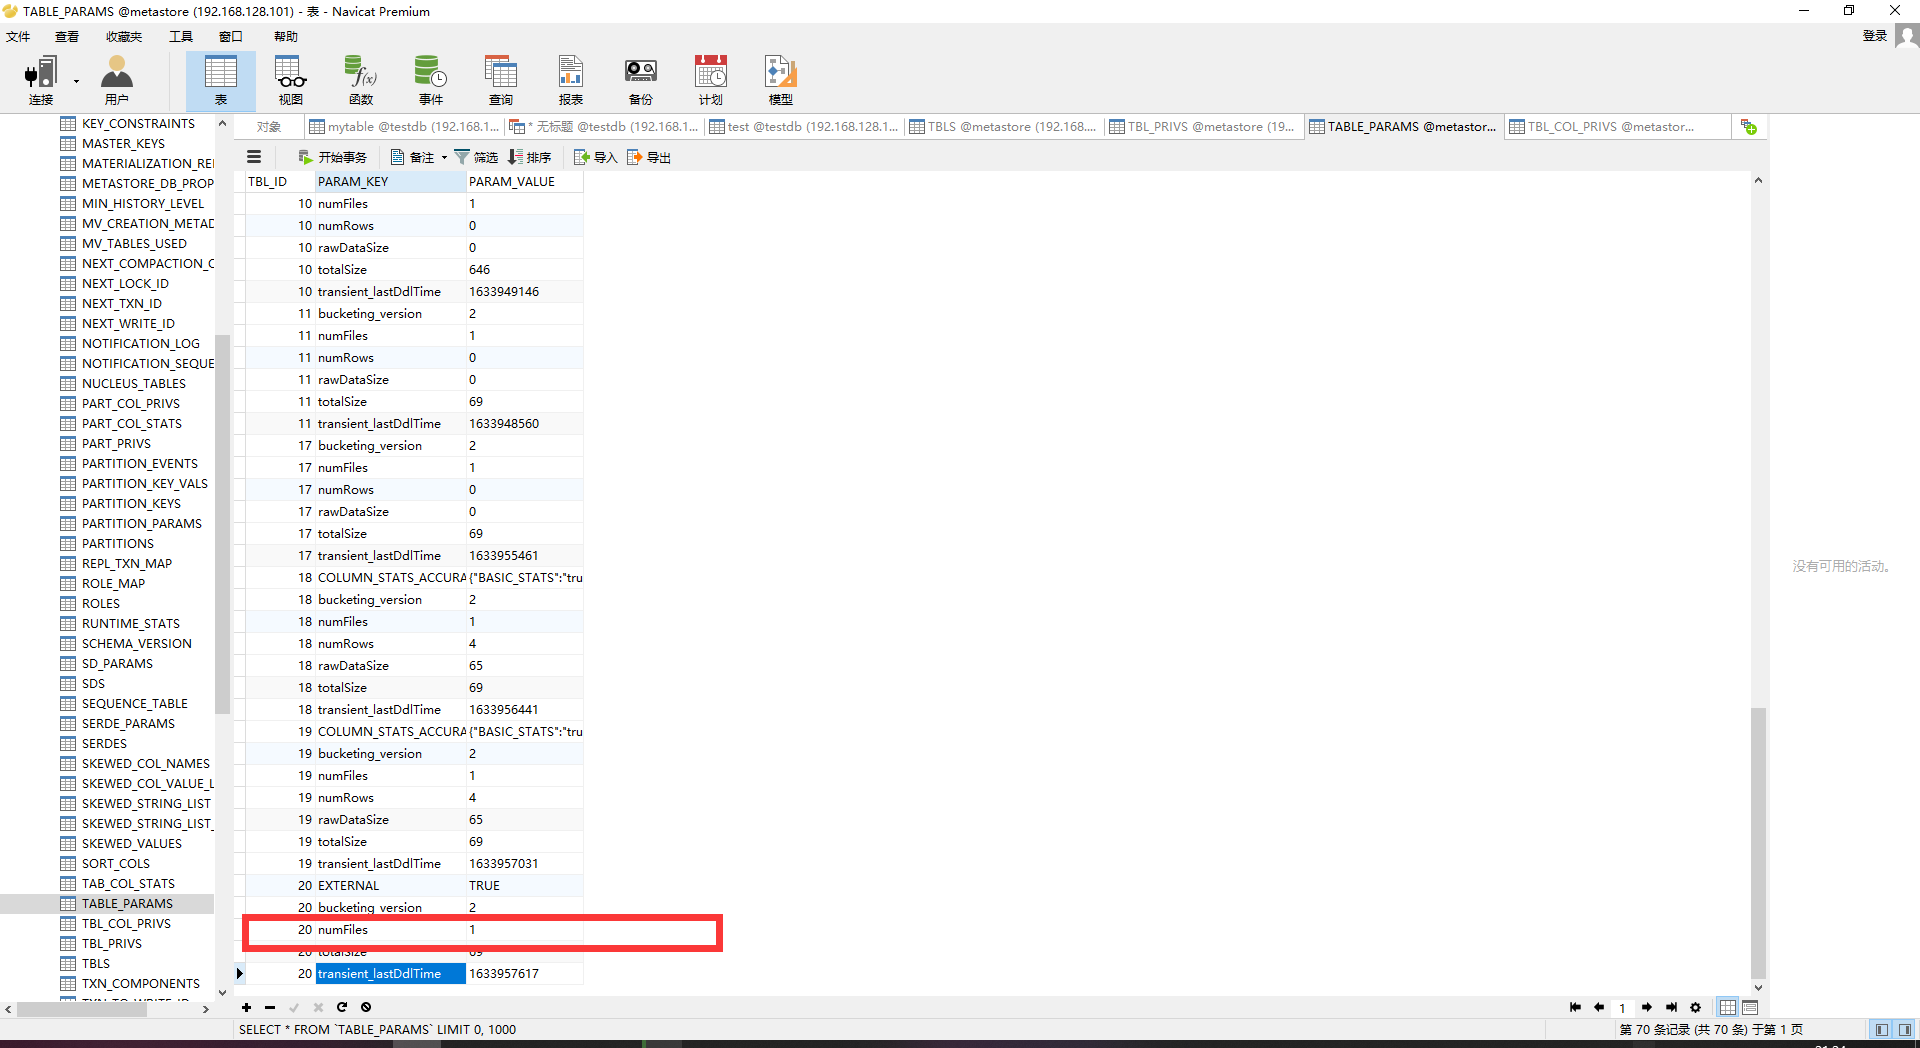 TABLE_PARAMS @metastore (192.168.128.101) - 表 - Navicat Premium
文件 查看 收藏夹 工具 窗口 帮助 登录
连接 用户 表 视图 函数 事件 查询 报表 备份 计划 模型
对象 mytable @testdb (192.168.1... * 无标题 @testdb (192.168.1... test @testdb (192.168.128.1... TBLS @metastore (192.168.... TBL_PRIVS @metastore (19... TABLE_PARAMS @metastor... TBL_COL_PRIVS @metastor...
开始事务 备注 筛选 排序 导入 导出
KEY_CONSTRAINTS
MASTER_KEYS
MATERIALIZATION_REI
METASTORE_DB_PROP
MIN_HISTORY_LEVEL
MV_CREATION_METAD
MV_TABLES_USED
NEXT_COMPACTION_C
NEXT_LOCK_ID
NEXT_TXN_ID
NEXT_WRITE_ID
NOTIFICATION_LOG
NOTIFICATION_SEQUE
NUCLEUS_TABLES
PART_COL_PRIVS
PART_COL_STATS
PART_PRIVS
PARTITION_EVENTS
PARTITION_KEY_VALS
PARTITION_KEYS
PARTITION_PARAMS
PARTITIONS
REPL_TXN_MAP
ROLE_MAP
ROLES
RUNTIME_STATS
SCHEMA_VERSION
SD_PARAMS
SDS
SEQUENCE_TABLE
SERDE_PARAMS
SERDES
SKEWED_COL_NAMES
SKEWED_COL_VALUE_L
SKEWED_STRING_LIST
SKEWED_STRING_LIST_
SKEWED_VALUES
SORT_COLS
TAB_COL_STATS
TABLE_PARAMS
TBL_COL_PRIVS
TBL_PRIVS
TBLS
TXN_COMPONENTS
TBL_ID PARAM_KEY PARAM_VALUE
10 numFiles 1
10 numRows 0
10 rawDataSize 0
10 totalSize 646
10 transient_lastDdlTime 1633949146
11 bucketing_version 2
11 numFiles 1
11 numRows 0
11 rawDataSize 0
11 totalSize 69
11 transient_lastDdlTime 1633948560
17 bucketing_version 2
17 numFiles 1
17 numRows 0
17 rawDataSize 0
17 totalSize 69
17 transient_lastDdlTime 1633955461
18 COLUMN_STATS_ACCURA {"BASIC_STATS":"tru
18 bucketing_version 2
18 numFiles 1
18 numRows 4
18 rawDataSize 65
18 totalSize 69
18 transient_lastDdlTime 1633956441
19 COLUMN_STATS_ACCURA {"BASIC_STATS":"tru
19 bucketing_version 2
19 numFiles 1
19 numRows 4
19 rawDataSize 65
19 totalSize 69
19 transient_lastDdlTime 1633957031
20 EXTERNAL TRUE
20 bucketing_version 2
20 numFiles 1
20 totalSize 69
20 transient_lastDdlTime 1633957617
没有可用的活动。
1
SELECT * FROM `TABLE_PARAMS` LIMIT 0, 1000
第 70 条记录 (共 70 条) 于第 1 页